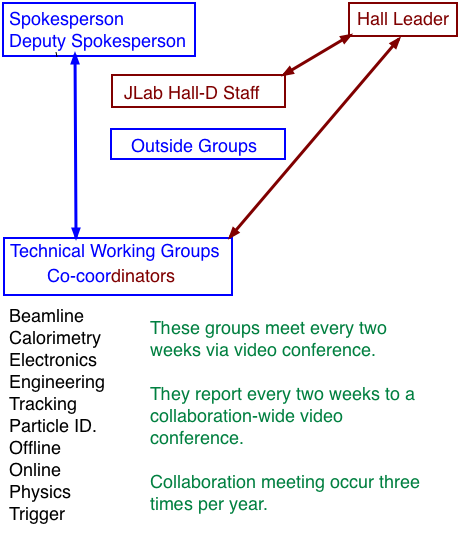 Spokesperson
Deputy Spokesperson
Hall Leader
JLab Hall-D Staff
Outside Groups
Technical Working Groups
Co-coordinators
Beamline
Calorimetry
Electronics
Engineering
Tracking
Particle ID.
Offline
Online
Physics
Trigger
These groups meet every two
weeks via video conference.
They report every two weeks to a
collaboration-wide video
conference.
Collaboration meeting occur three
times per year.